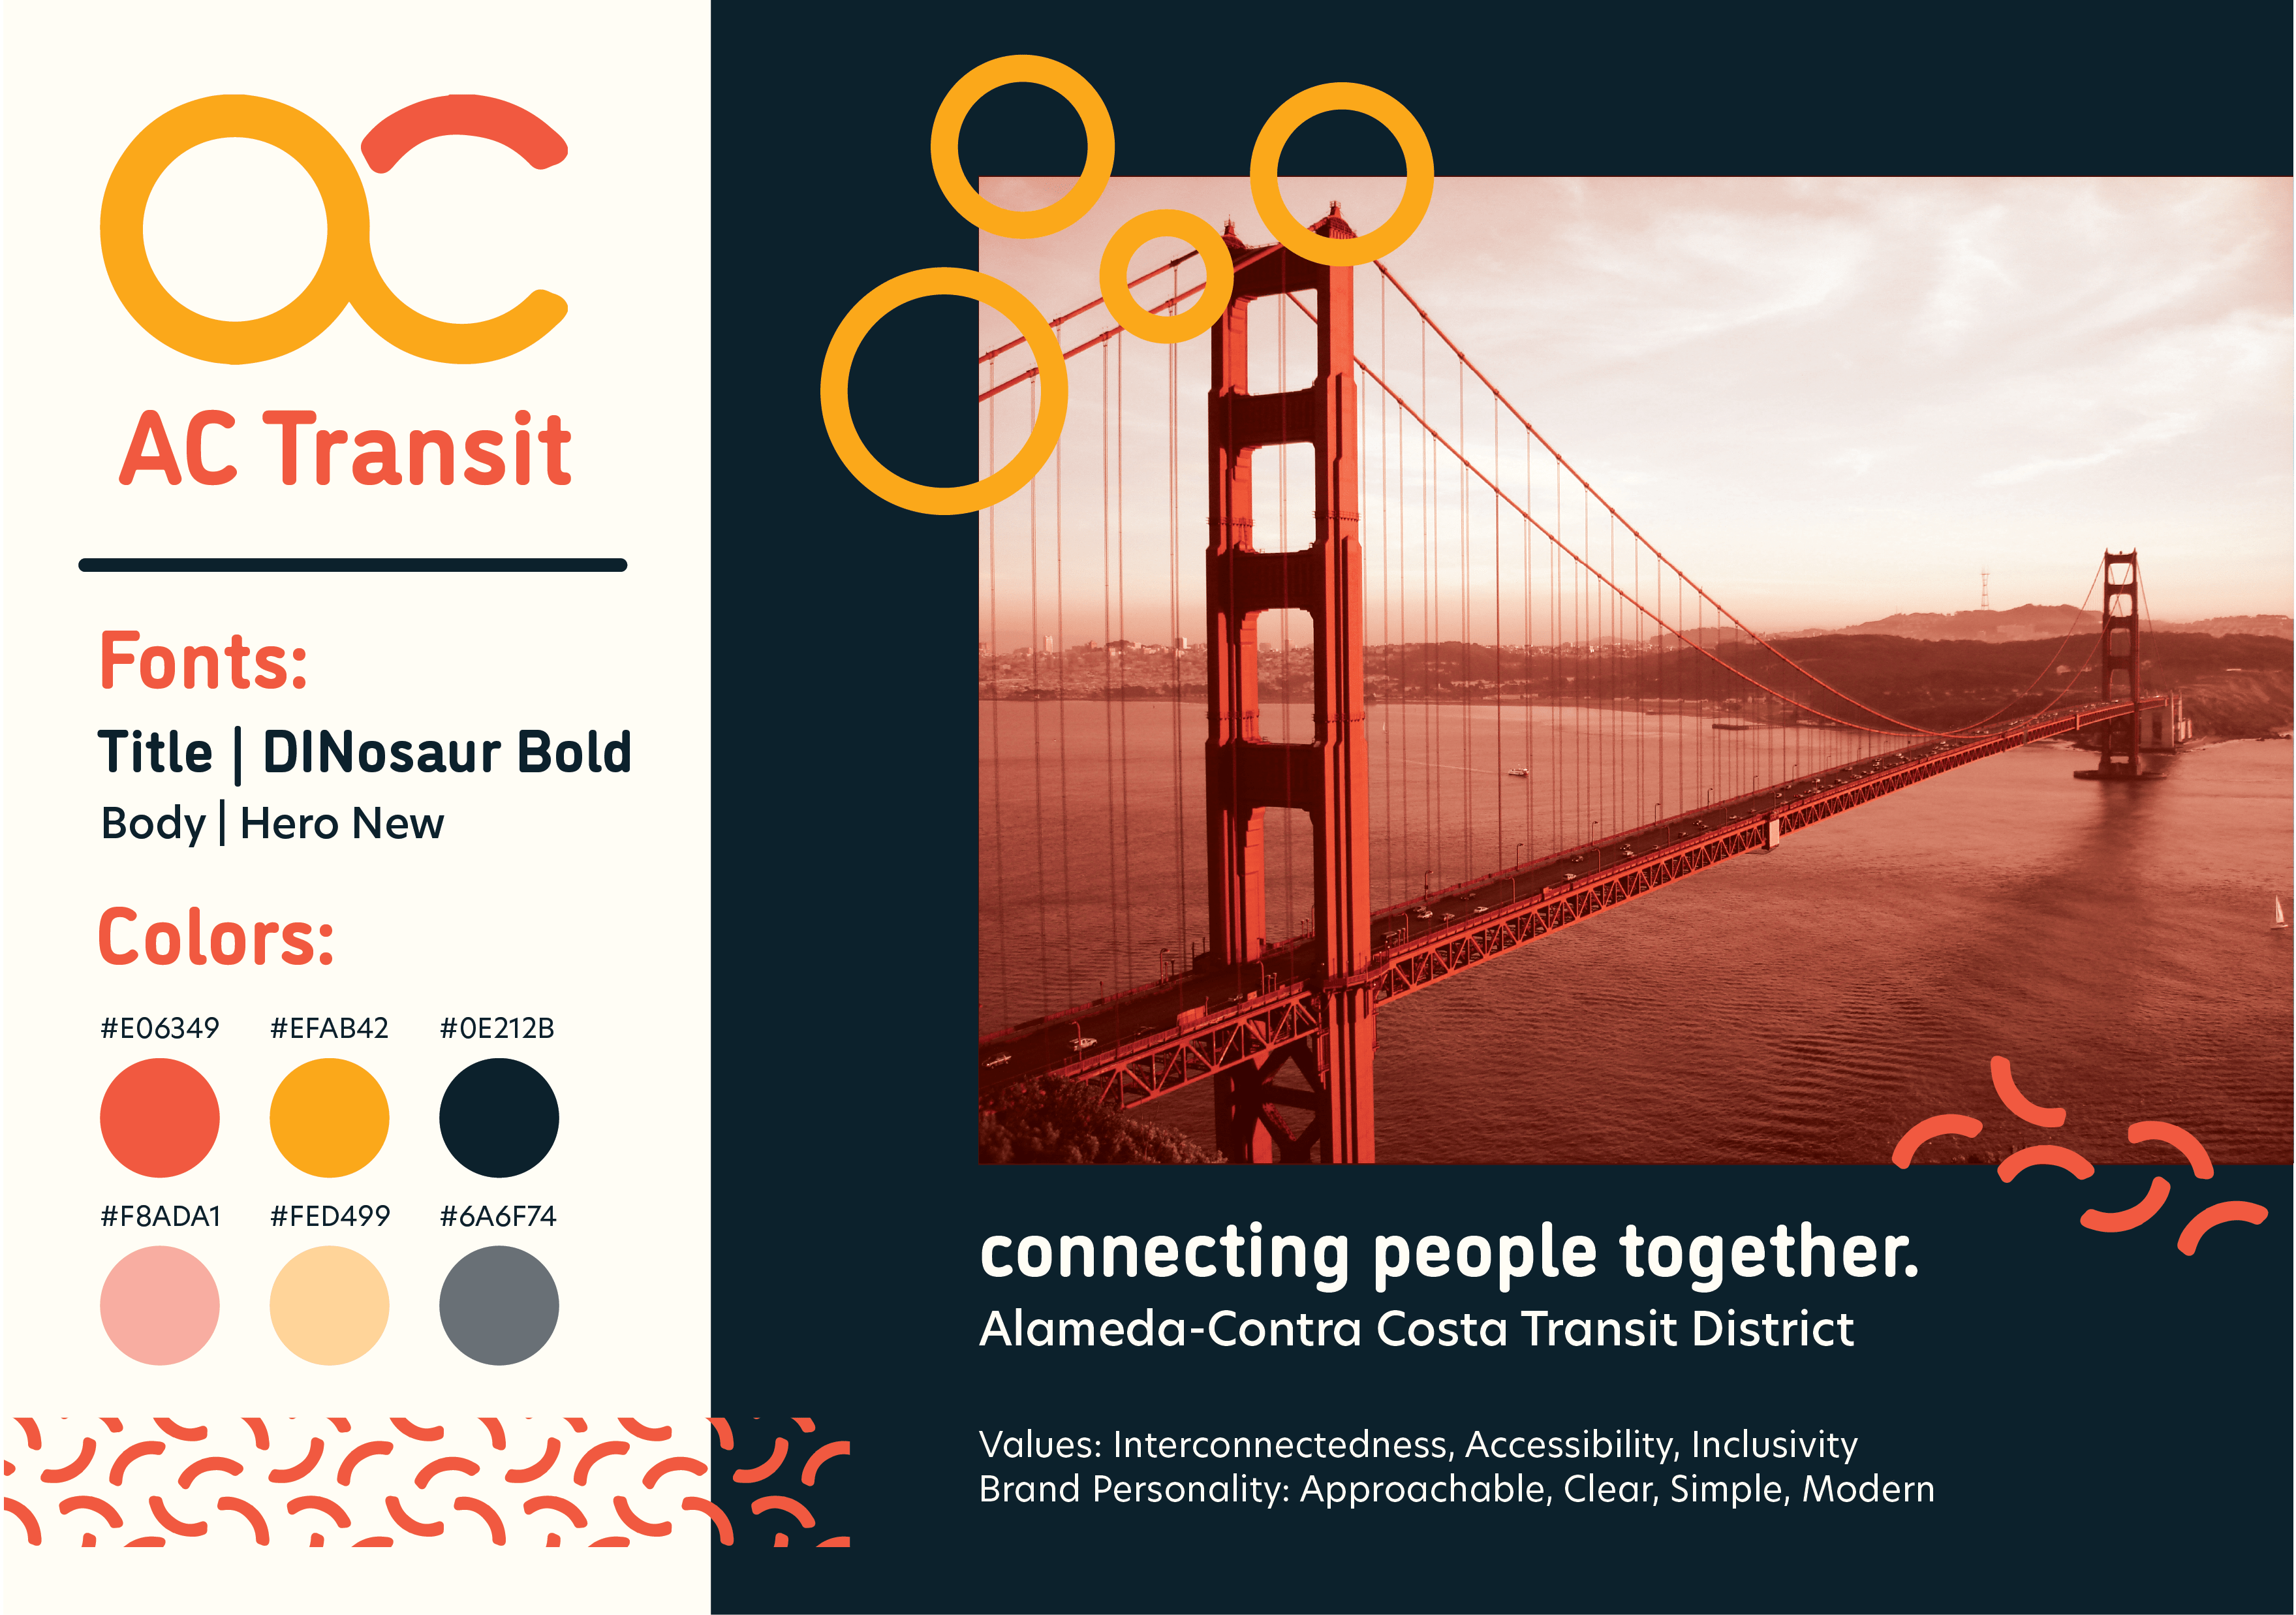 ac
AC Transit
Fonts:
Title | DINosaur Bold
Body | Hero New
Colors:
#E06349 #EFAB42 #0E212B
#F8ADA1 #FED499 #6A6F74
connecting people together.
Alameda-Contra Costa Transit District
Values: Interconnectedness, Accessibility, Inclusivity
Brand Personality: Approachable, Clear, Simple, Modern